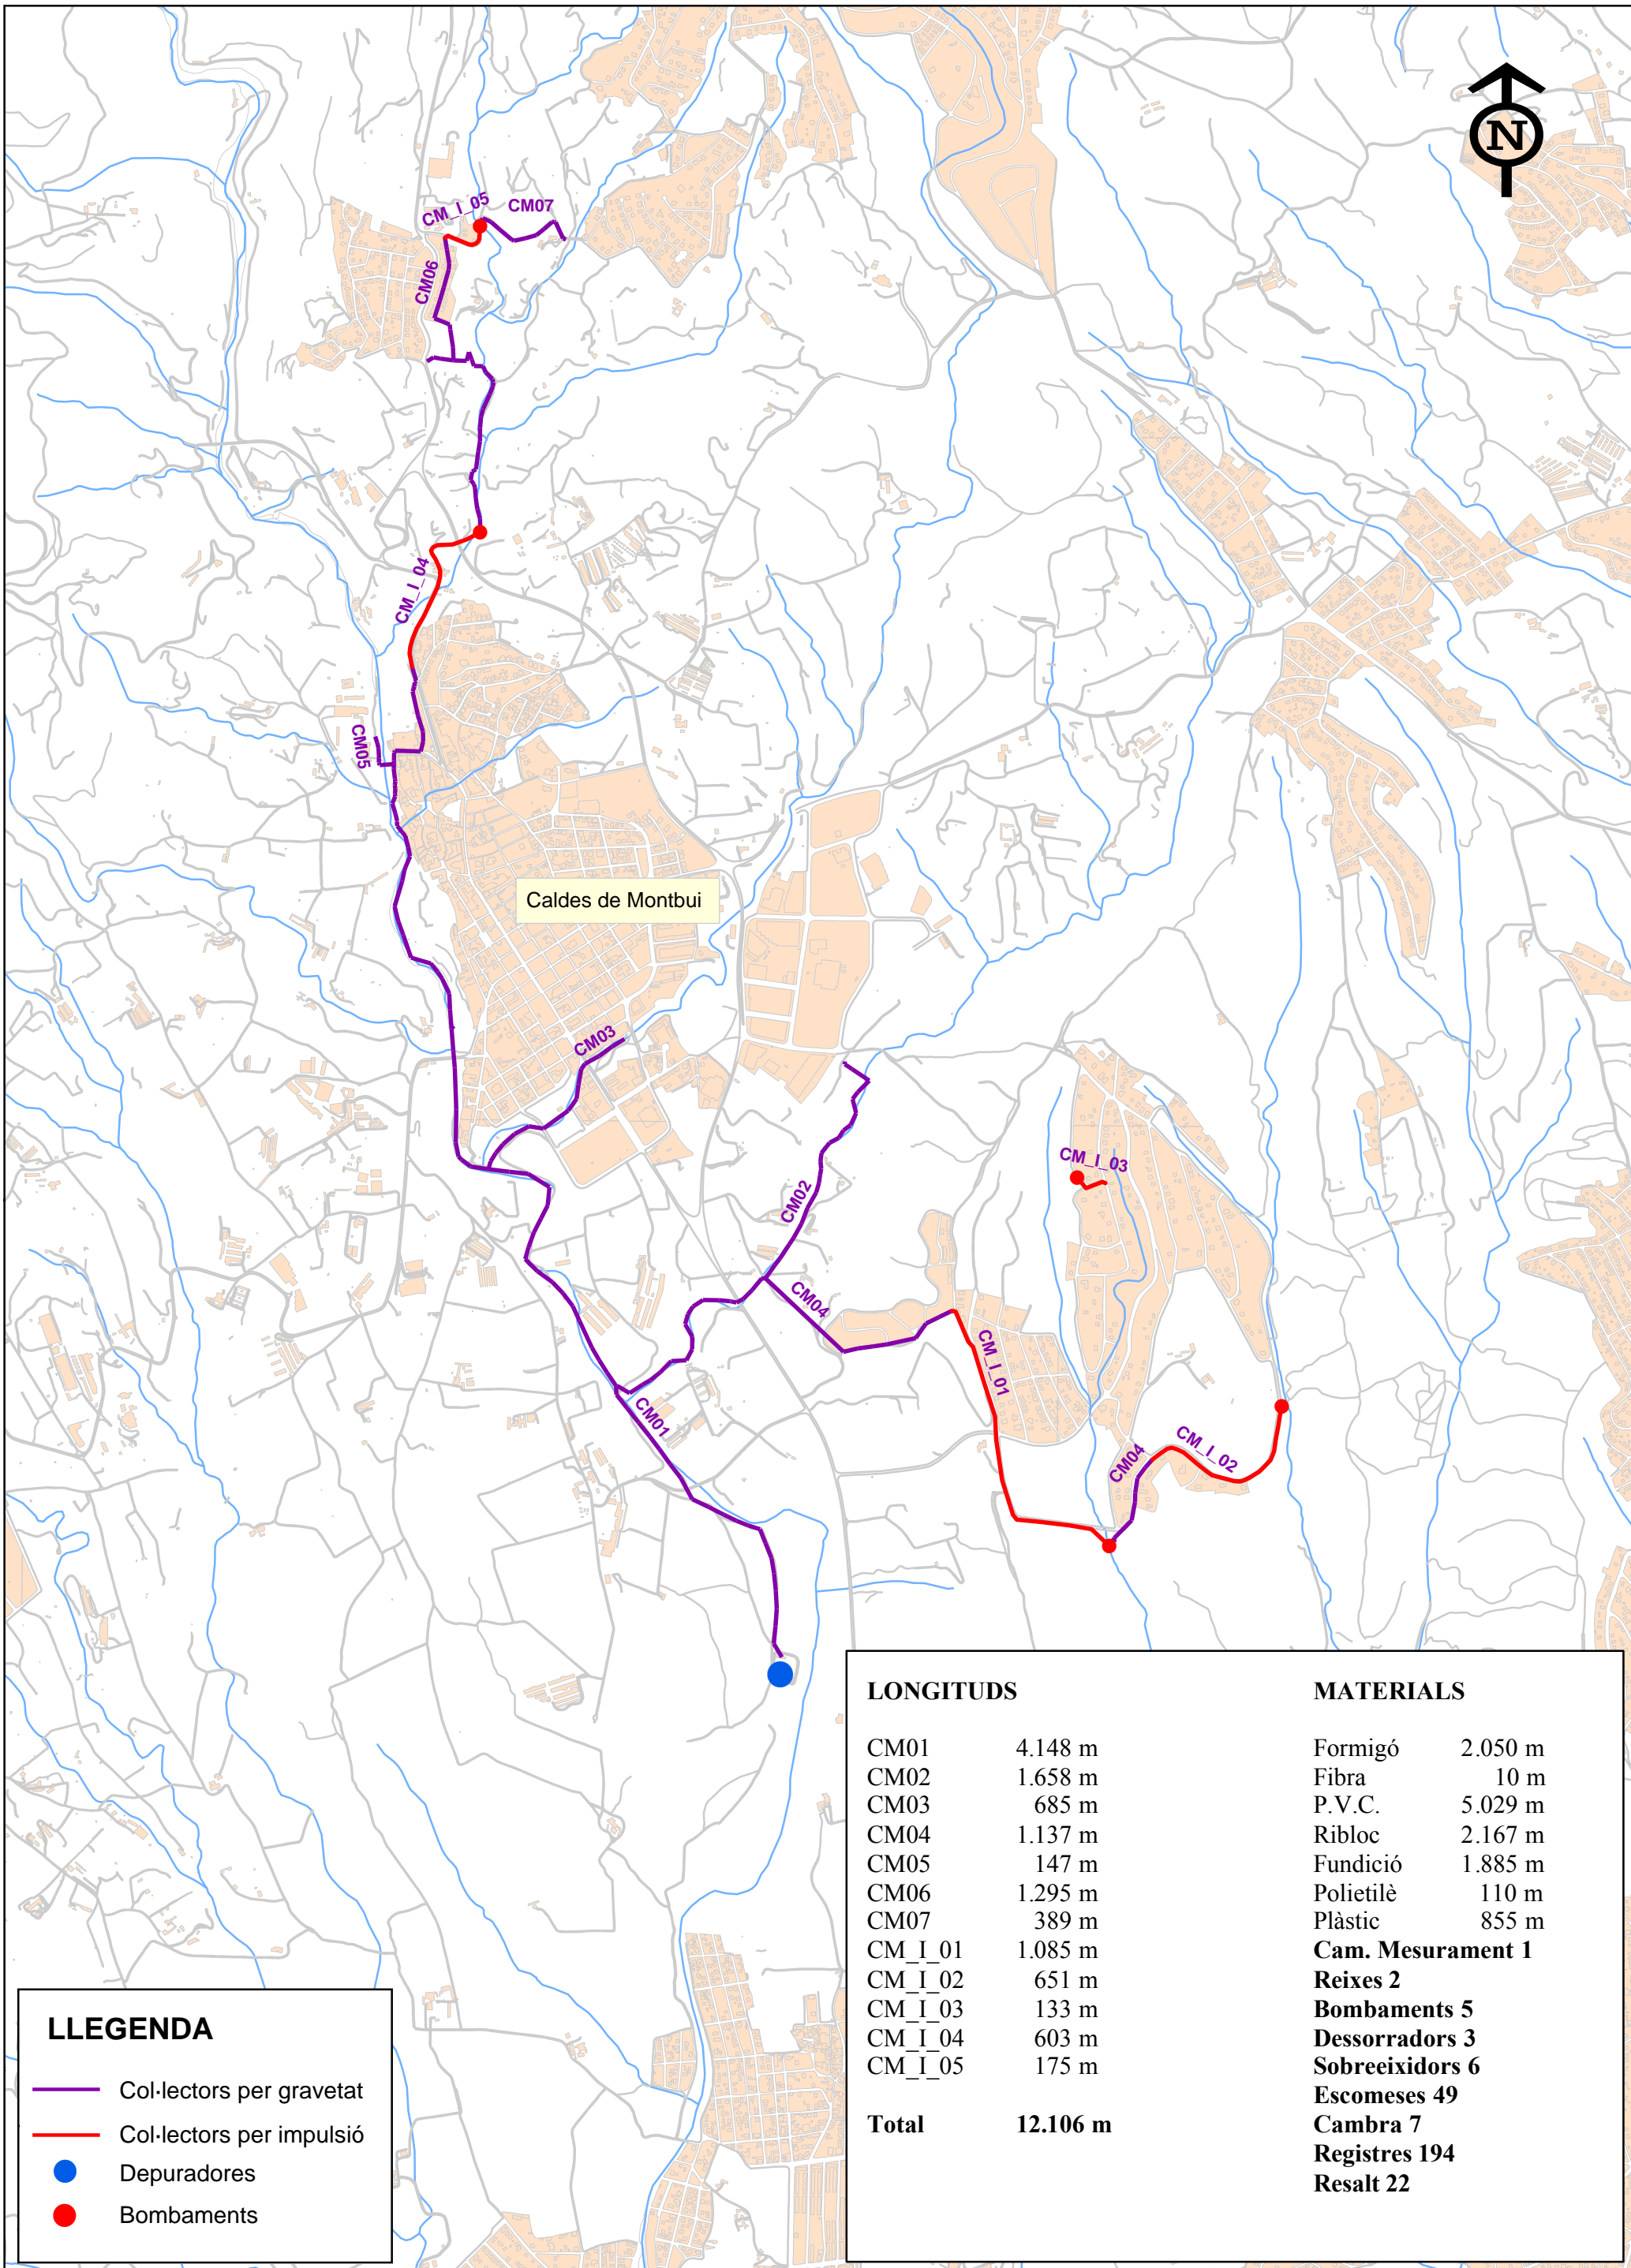 N
CM_I_05
CM07
CM06
CM_I_04
CM05
Caldes de Montbui
CM03
CM_I_03
CM02
CM04
CM_I_01
CM01
CM04
CM_I_02
LONGITUDS
CM01 4.148 m
CM02 1.658 m
CM03 685 m
CM04 1.137 m
CM05 147 m
CM06 1.295 m
CM07 389 m
CM_I_01 1.085 m
CM_I_02 651 m
CM_I_03 133 m
CM_I_04 603 m
CM_I_05 175 m
Total 12.106 m
MATERIALS
Formigó 2.050 m
Fibra 10 m
P.V.C. 5.029 m
Ribloc 2.167 m
Fundició 1.885 m
Polietilè 110 m
Plàstic 855 m
Cam. Mesurament 1
Reixes 2
Bombaments 5
Dessorradors 3
Sobreeixidors 6
Escomeses 49
Cambra 7
Registres 194
Resalt 22
LLEGENDA
Col·lectors per gravetat
Col·lectors per impulsió
Depuradores
Bombaments